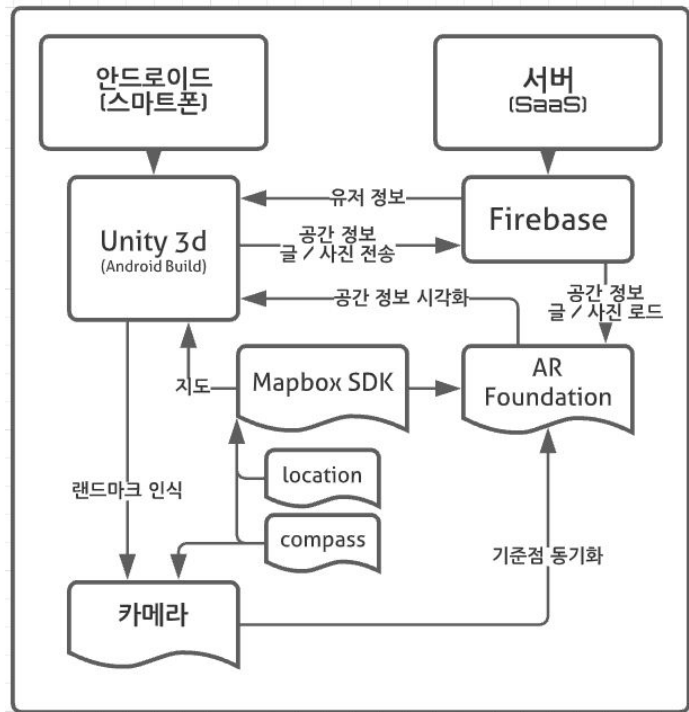 안드로이드
(스마트폰)
서버
(SaaS)
Unity 3d
(Android Build)
유저 정보
Firebase
공간 정보
글 / 사진 전송
공간 정보 시각화
공간 정보
글 / 사진 로드
지도
Mapbox SDK
AR
Foundation
location
compass
랜드마크 인식
기준점 동기화
카메라